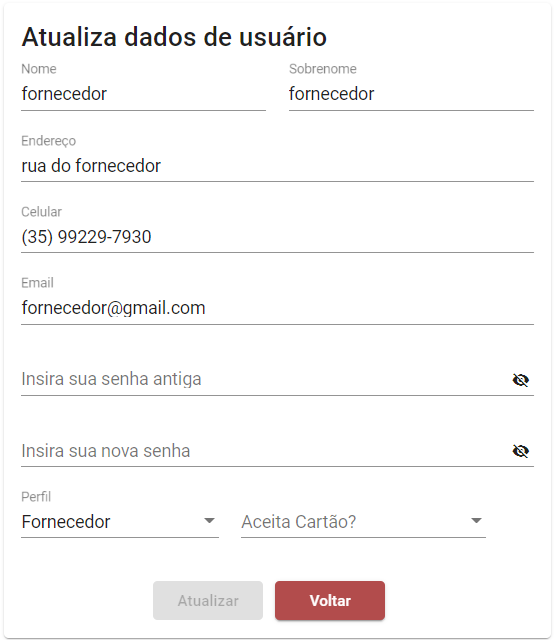 Atualiza dados de usuário
Nome Sobrenome
fornecedor fornecedor
Endereço
rua do fornecedor
Celular
(35) 99229-7930
Email
fornecedor@gmail.com
Insira sua senha antiga
Insira sua nova senha
Perfil
Fornecedor Aceita Cartão?
Atualizar Voltar